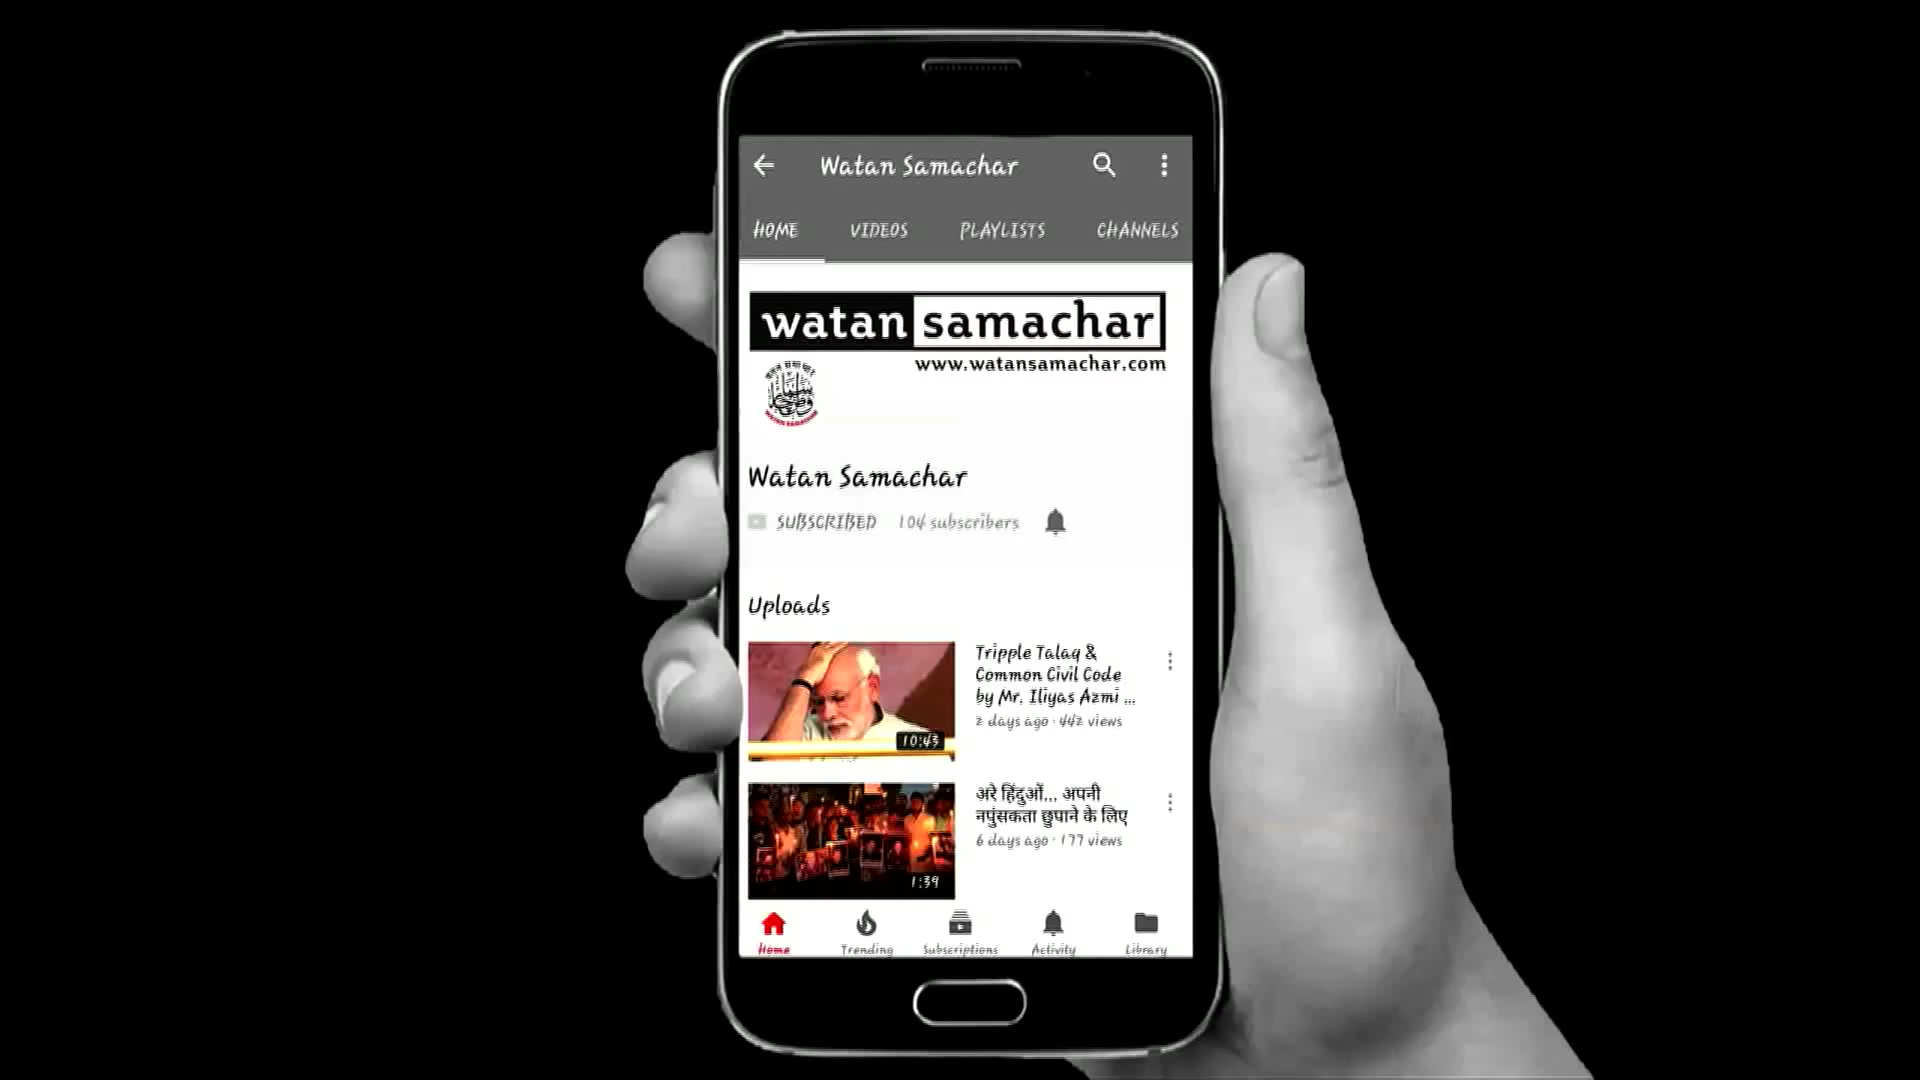 Watan Samachar
HOME VIDEOS PLAYLISTS CHANNELS
watan samachar
www.watansamachar.com
WATAN SAMACHAR
Watan Samachar
SUBSCRIBED 104 subscribers
Uploads
Tripple Talaq &
Common Civil Code
by Mr. Iliyas Azmi ...
2 days ago · 442 views
10:43
अरे हिंदुओं... अपनी
नपुंसकता छुपाने के लिए
6 days ago · 177 views
1:39
Home Trending Subscriptions Activity Library